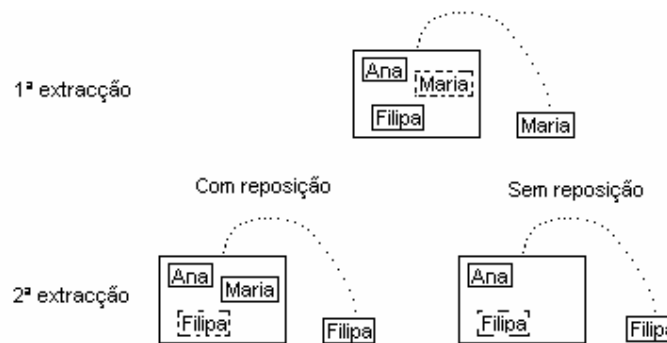 Ana
Maria
1ª extracção
Filipa
Maria
Com reposição
Sem reposição
Ana
Ana
Maria
2ª extracção
Filipa
Filipa
Filipa
Filipa